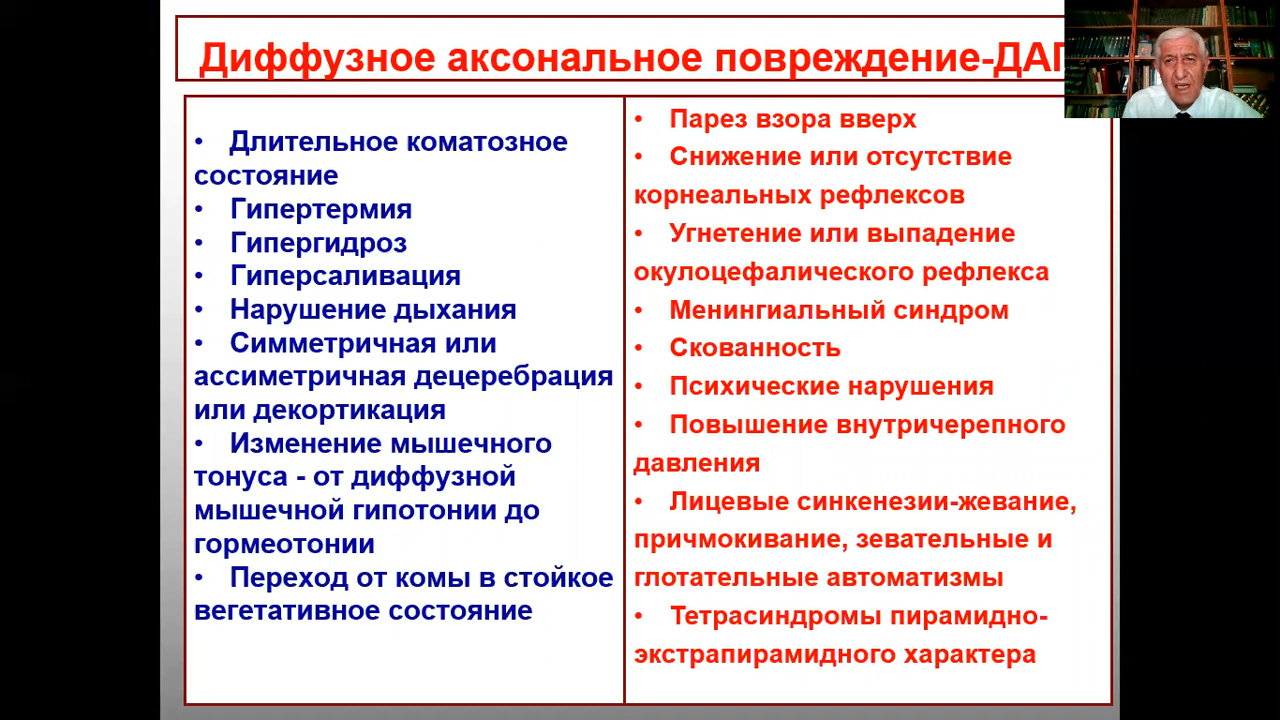 Диффузное аксональное повреждение-ДАП
• Длительное коматозное
состояние
• Гипертермия
• Гипергидроз
• Гиперсаливация
• Нарушение дыхания
• Симметричная или
ассиметричная децеребрация
или декортикация
• Изменение мышечного
тонуса - от диффузной
мышечной гипотонии до
гормеотонии
• Переход от комы в стойкое
вегетативное состояние
• Парез взора вверх
• Снижение или отсутствие
корнеальных рефлексов
• Угнетение или выпадение
окулоцефалического рефлекса
• Менингиальный синдром
• Скованность
• Психические нарушения
• Повышение внутричерепного
давления
• Лицевые синкенезии-жевание,
причмокивание, зевательные и
глотательные автоматизмы
• Тетрасиндромы пирамидно-
экстрапирамидного характера